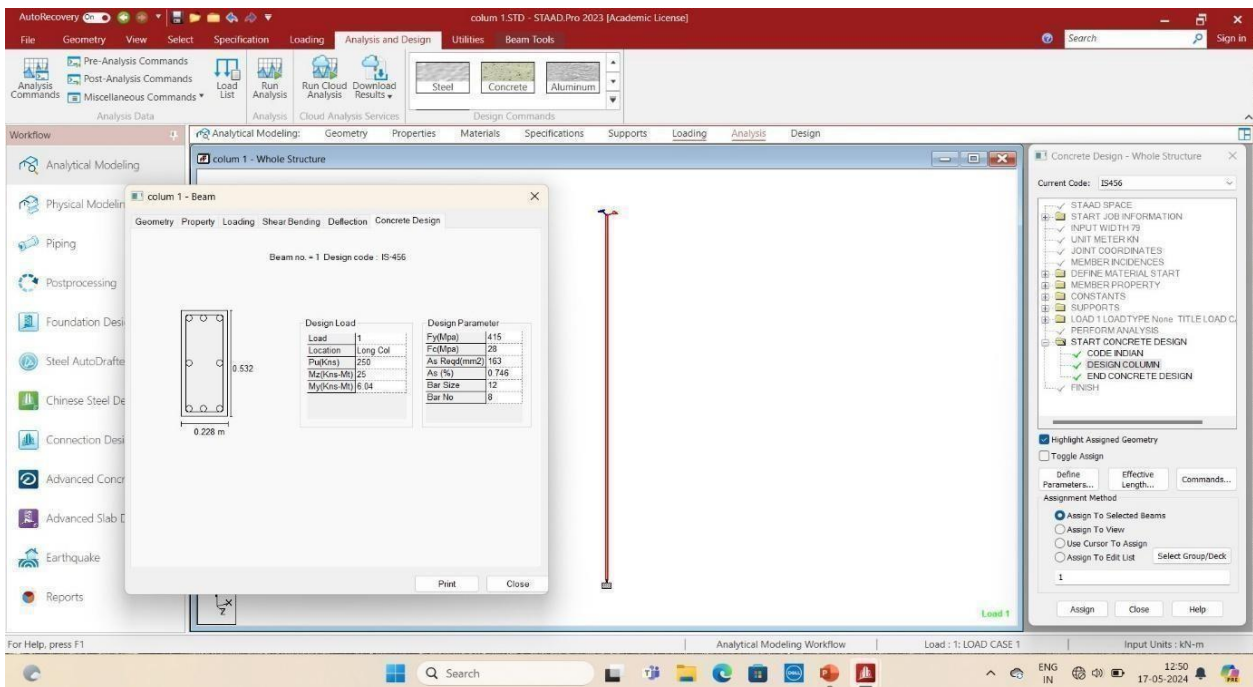 AutoRecovery On
colum 1.STD - STAAD.Pro 2023 [Academic License]
File Geometry View Select Specification Loading Analysis and Design Utilities Beam Tools
Search Sign in
Analysis Commands
Pre-Analysis Commands
Post-Analysis Commands
Miscellaneous Commands
Load List
Run Analysis
Run Cloud Analysis
Download Results
Steel Concrete Aluminum
Analysis Data Analysis Cloud Analysis Services Design Commands
Workflow
Analytical Modeling: Geometry Properties Materials Specifications Supports Loading Analysis Design
Analytical Modeling
Physical Modelin
Piping
Postprocessing
Foundation Desi
Steel AutoDrafte
Chinese Steel De
Connection Desi
Advanced Concr
Advanced Slab D
Earthquake
Reports
colum 1 - Whole Structure
colum 1 - Beam
Geometry Property Loading Shear Bending Deflection Concrete Design
Beam no. = 1 Design code : IS-456
0.532
0.228 m
Design Load
Load 1
Location Long Col
Pu(Kns) 250
Mz(Kns-Mt) 25
My(Kns-Mt) 6.04
Design Parameter
Fy(Mpa) 415
Fc(Mpa) 28
As Reqd(mm2) 163
As (%) 0.746
Bar Size 12
Bar No 8
Print Close
X
Z
Load 1
Concrete Design - Whole Structure
Current Code: IS456
STAAD SPACE
START JOB INFORMATION
INPUT WIDTH 79
UNIT METER KN
JOINT COORDINATES
MEMBER INCIDENCES
DEFINE MATERIAL START
MEMBER PROPERTY
CONSTANTS
SUPPORTS
LOAD 1 LOADTYPE None TITLE LOAD C
PERFORM ANALYSIS
START CONCRETE DESIGN
CODE INDIAN
DESIGN COLUMN
END CONCRETE DESIGN
FINISH
Highlight Assigned Geometry
Toggle Assign
Define Parameters...
Effective Length...
Commands...
Assignment Method
Assign To Selected Beams
Assign To View
Use Cursor To Assign
Assign To Edit List
Select Group/Deck
1
Assign Close Help
For Help, press F1
Analytical Modeling Workflow
Load : 1: LOAD CASE 1
Input Units : kN-m
Search
ENG
IN
12:50
17-05-2024
PRE